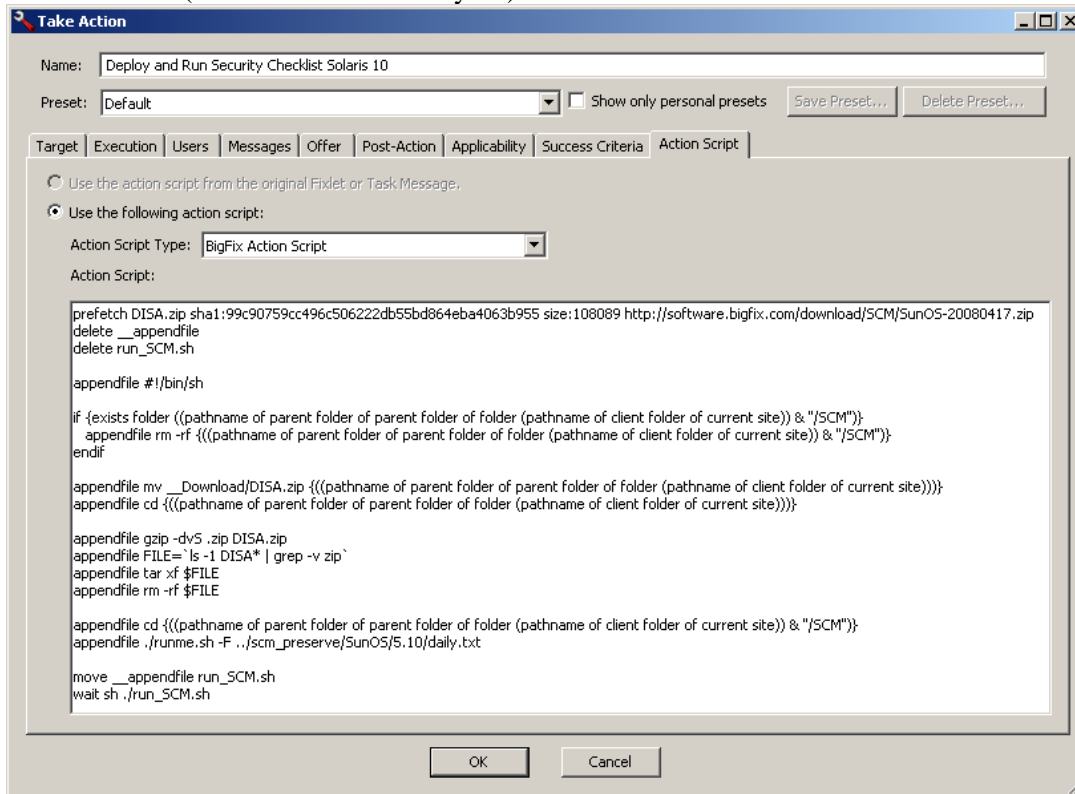 Take Action
Name: Deploy and Run Security Checklist Solaris 10
Preset: Default Show only personal presets Save Preset... Delete Preset...
Target Execution Users Messages Offer Post-Action Applicability Success Criteria Action Script
Use the action script from the original Fixlet or Task Message.
Use the following action script:
Action Script Type: BigFix Action Script
Action Script:
prefetch DISA.zip sha1:99c90759cc496c506222db55bd864eba4063b955 size:108089 http://software.bigfix.com/download/SCM/SunOS-20080417.zip
delete __appendfile
delete run_SCM.sh
appendfile #!/bin/sh
if {exists folder ((pathname of parent folder of parent folder of folder (pathname of client folder of current site)) & "/SCM")}
appendfile rm -rf {((pathname of parent folder of parent folder of folder (pathname of client folder of current site)) & "/SCM")}
endif
appendfile mv __Download/DISA.zip {((pathname of parent folder of parent folder of folder (pathname of client folder of current site)))}
appendfile cd {((pathname of parent folder of parent folder of folder (pathname of client folder of current site)))}
appendfile gzip -dvS .zip DISA.zip
appendfile FILE=`ls -1 DISA* | grep -v zip`
appendfile tar xf $FILE
appendfile rm -rf $FILE
appendfile cd {((pathname of parent folder of parent folder of folder (pathname of client folder of current site)) & "/SCM")}
appendfile ./runme.sh -F ../scm_preserve/SunOS/5.10/daily.txt
move __appendfile run_SCM.sh
wait sh ./run_SCM.sh
OK Cancel